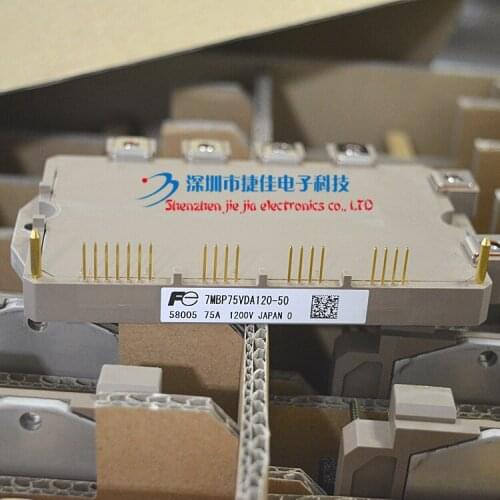 深圳市捷佳电子科技
Shenzhen jie jia electronics co., LTD
Fe 7MBP75VDA120-50
58005 75A 1200V JAPAN O